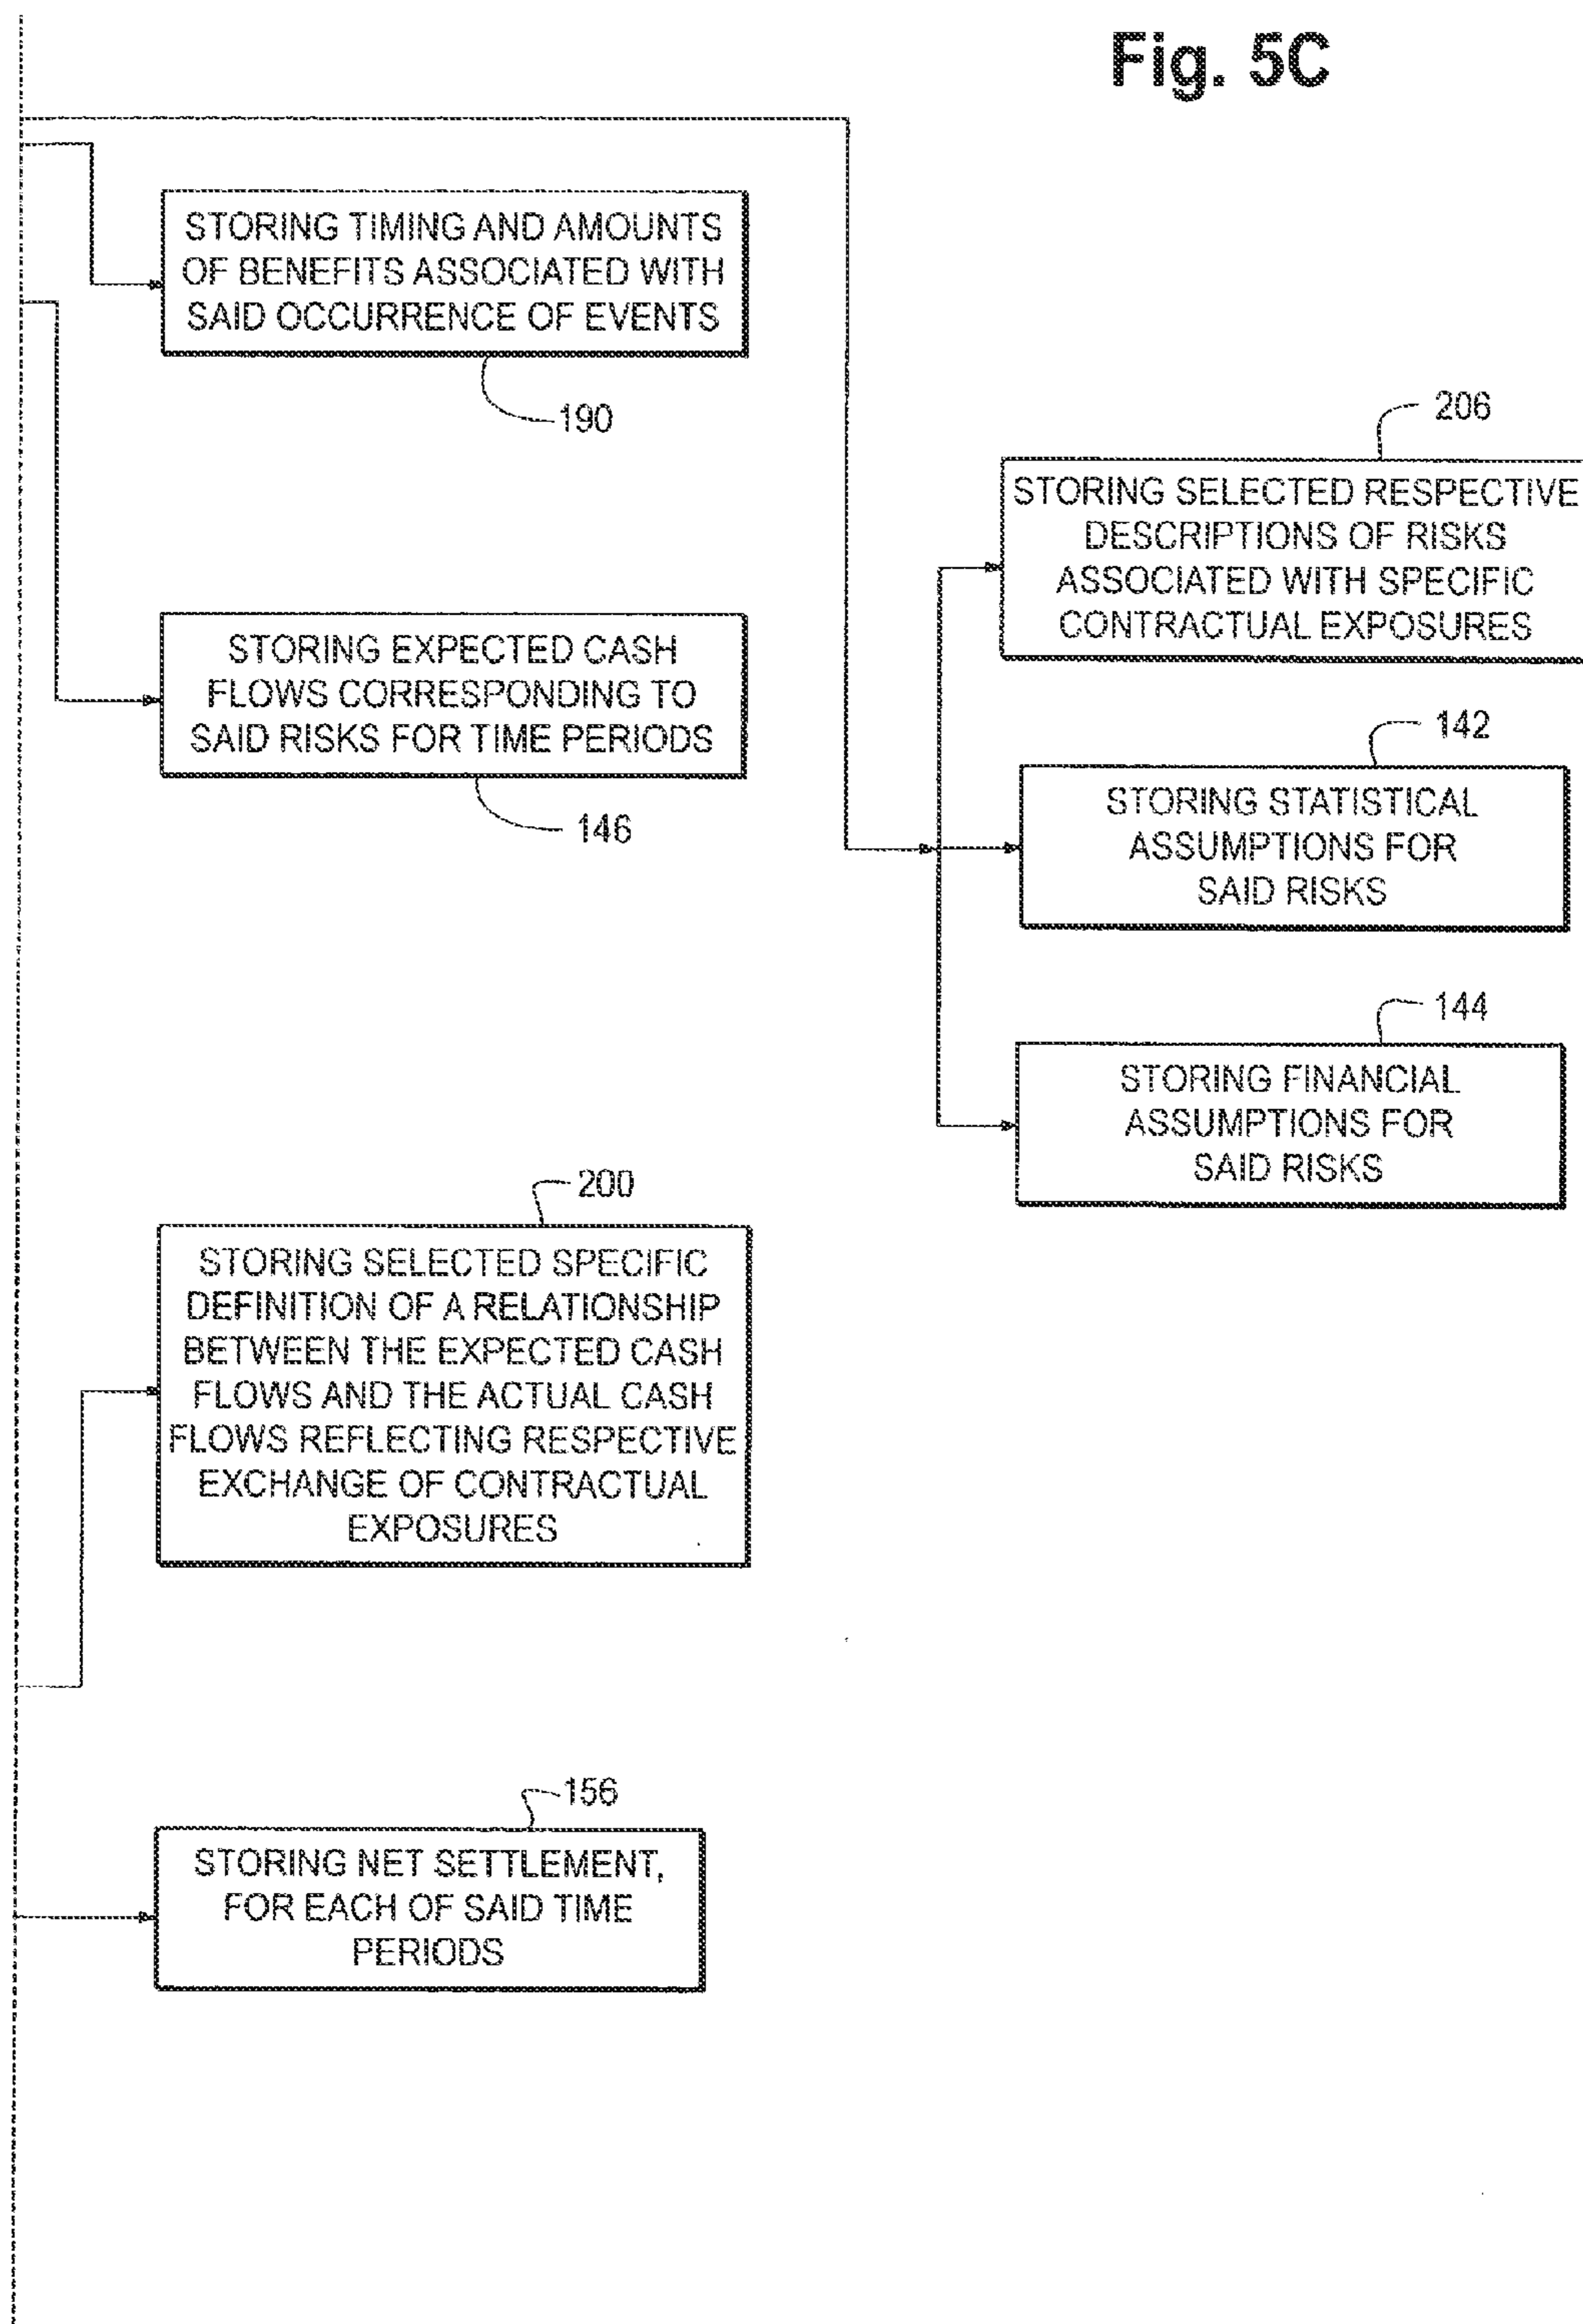 Fig. 5C
STORING TIMING AND AMOUNTS
OF BENEFITS ASSOCIATED WITH
SAID OCCURRENCE OF EVENTS
190
STORING EXPECTED CASH
FLOWS CORRESPONDING TO
SAID RISKS FOR TIME PERIODS
146
206
STORING SELECTED RESPECTIVE
DESCRIPTIONS OF RISKS
ASSOCIATED WITH SPECIFIC
CONTRACTUAL EXPOSURES
142
STORING STATISTICAL
ASSUMPTIONS FOR
SAID RISKS
144
STORING FINANCIAL
ASSUMPTIONS FOR
SAID RISKS
200
STORING SELECTED SPECIFIC
DEFINITION OF A RELATIONSHIP
BETWEEN THE EXPECTED CASH
FLOWS AND THE ACTUAL CASH
FLOWS REFLECTING RESPECTIVE
EXCHANGE OF CONTRACTUAL
EXPOSURES
156
STORING NET SETTLEMENT,
FOR EACH OF SAID TIME
PERIODS